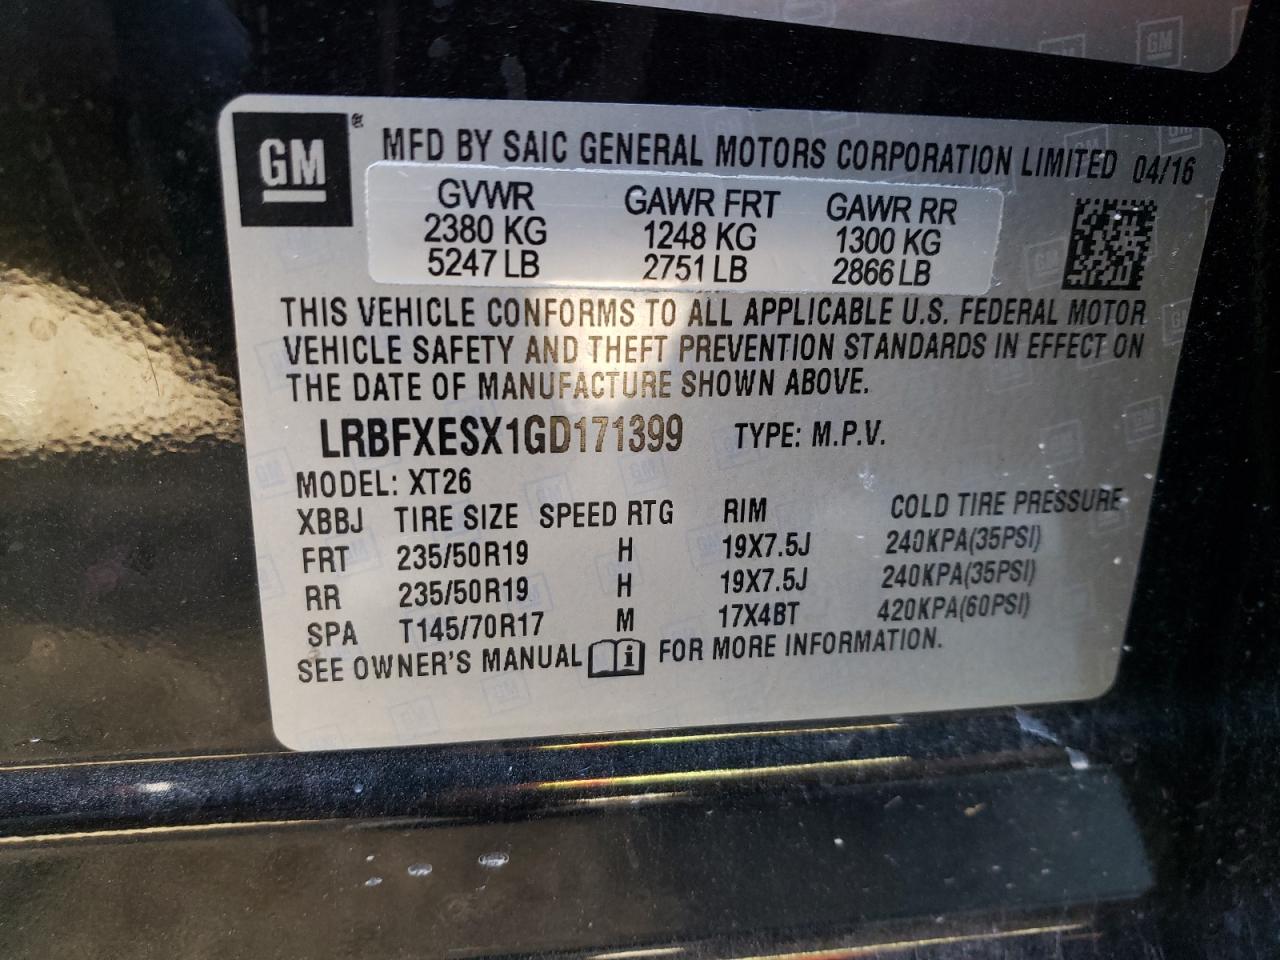 GM ® MFD BY SAIC GENERAL MOTORS CORPORATION LIMITED 04/16
GVWR GAWR FRT GAWR RR
2380 KG 1248 KG 1300 KG
5247 LB 2751 LB 2866 LB
THIS VEHICLE CONFORMS TO ALL APPLICABLE U.S. FEDERAL MOTOR
VEHICLE SAFETY AND THEFT PREVENTION STANDARDS IN EFFECT ON
THE DATE OF MANUFACTURE SHOWN ABOVE.
LRBFXESX1GD171399 TYPE: M.P.V.
MODEL: XT26
XBBJ TIRE SIZE SPEED RTG RIM COLD TIRE PRESSURE
FRT 235/50R19 H 19X7.5J 240KPA(35PSI)
RR 235/50R19 H 19X7.5J 240KPA(35PSI)
SPA T145/70R17 M 17X4BT 420KPA(60PSI)
SEE OWNER'S MANUAL i FOR MORE INFORMATION.